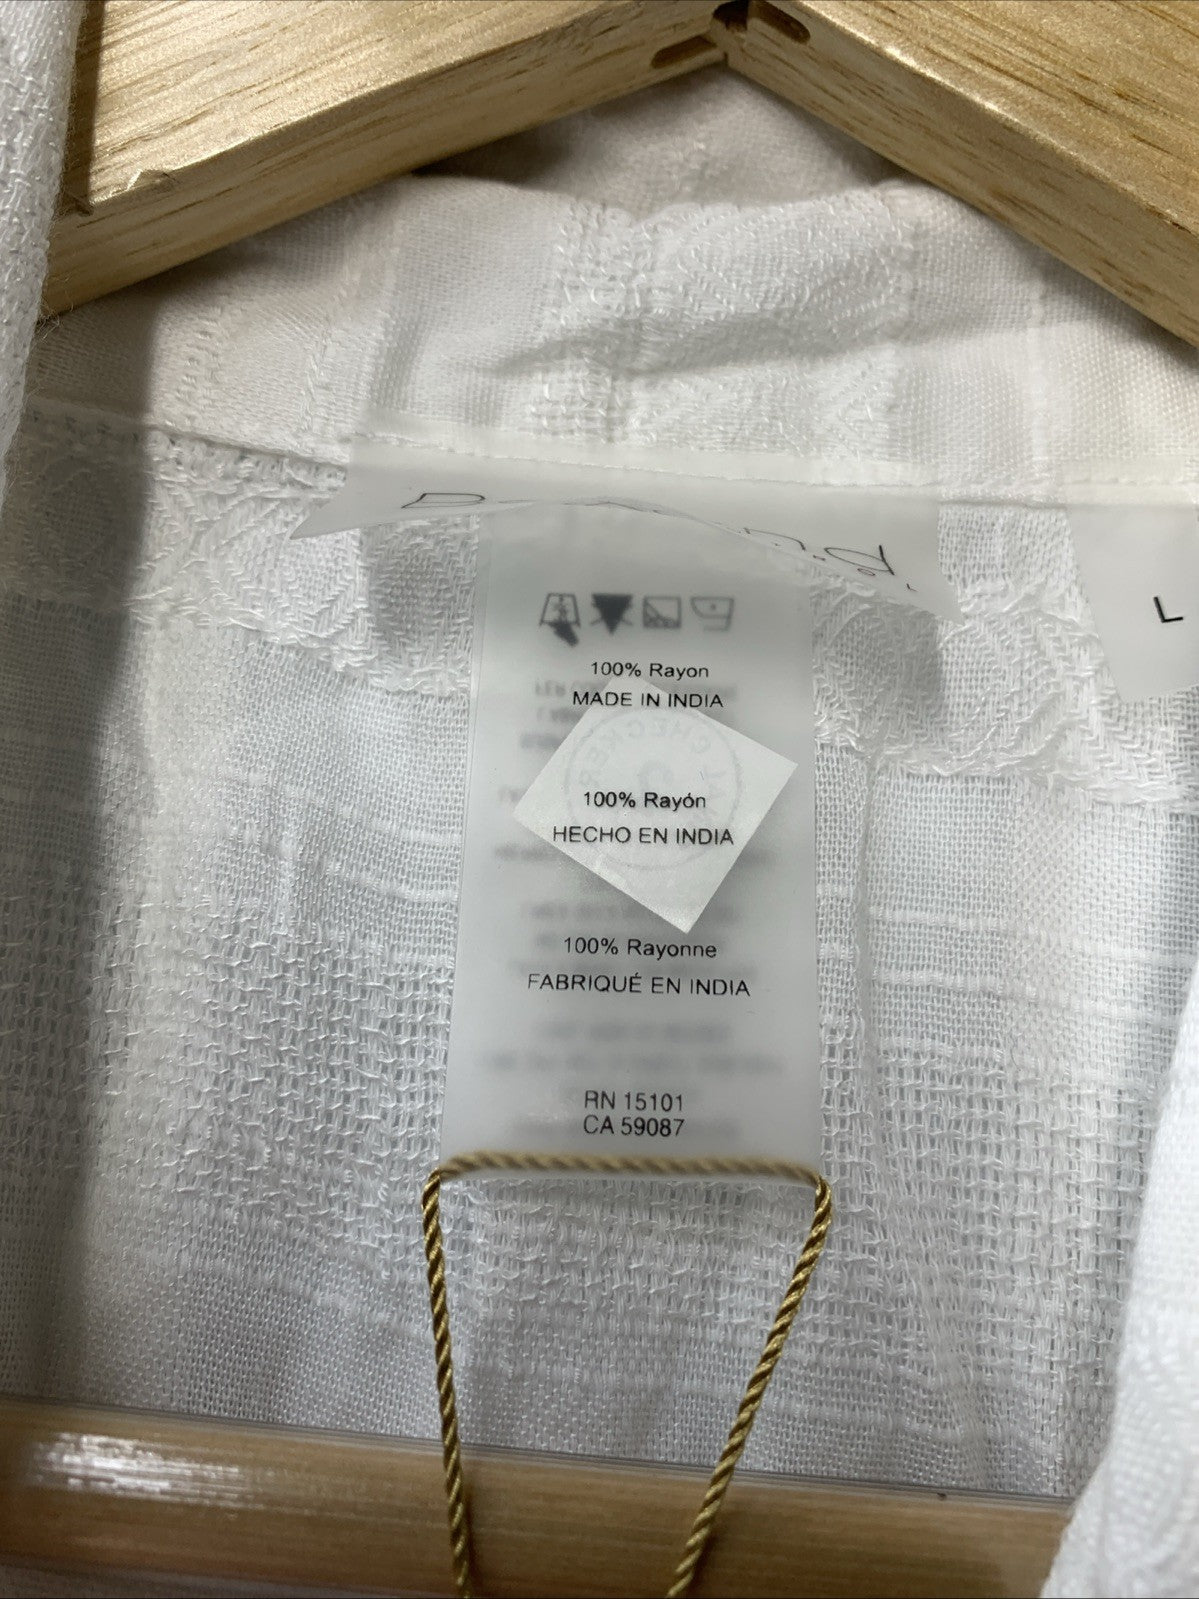 L
100% Rayon
MADE IN INDIA
100% Rayón
HECHO EN INDIA
100% Rayonne
FABRIQUÉ EN INDIA
RN 15101
CA 59087